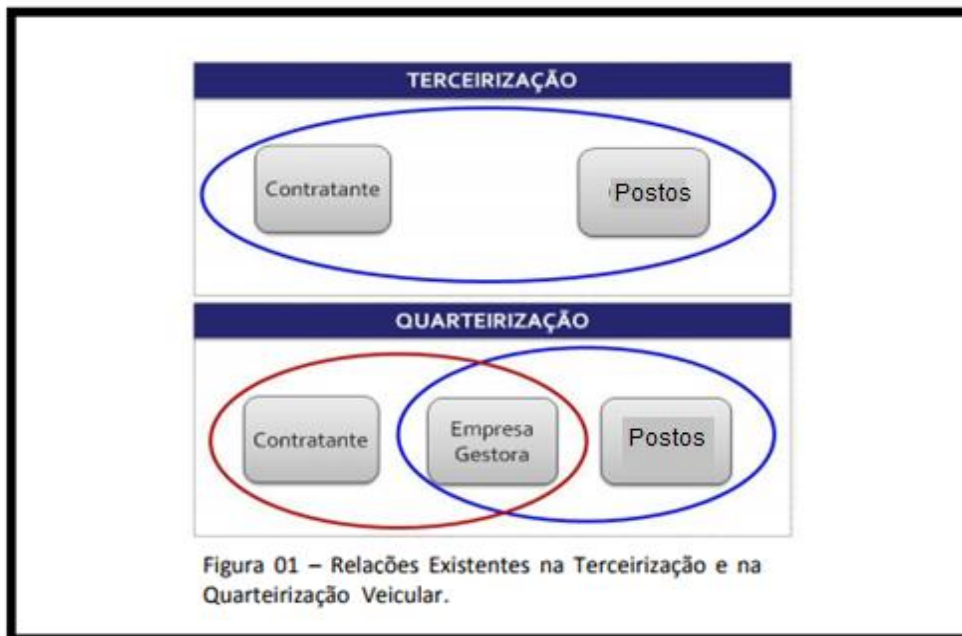 TERCEIRIZAÇÃO
Contratante
Postos
QUARTEIRIZAÇÃO
Contratante
Empresa
Gestora
Postos
Figura 01 – Relações Existentes na Terceirização e na
Quarteirização Veicular.